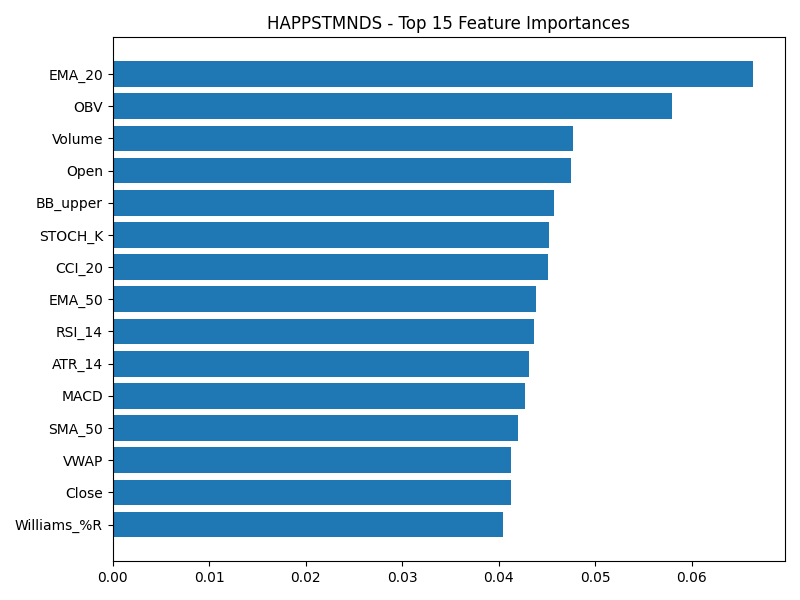 HAPPSTMNDS - Top 15 Feature Importances
EMA_20
OBV
Volume
Open
BB_upper
STOCH_K
CCI_20
EMA_50
RSI_14
ATR_14
MACD
SMA_50
VWAP
Close
Williams_%R
0.00 0.01 0.02 0.03 0.04 0.05 0.06